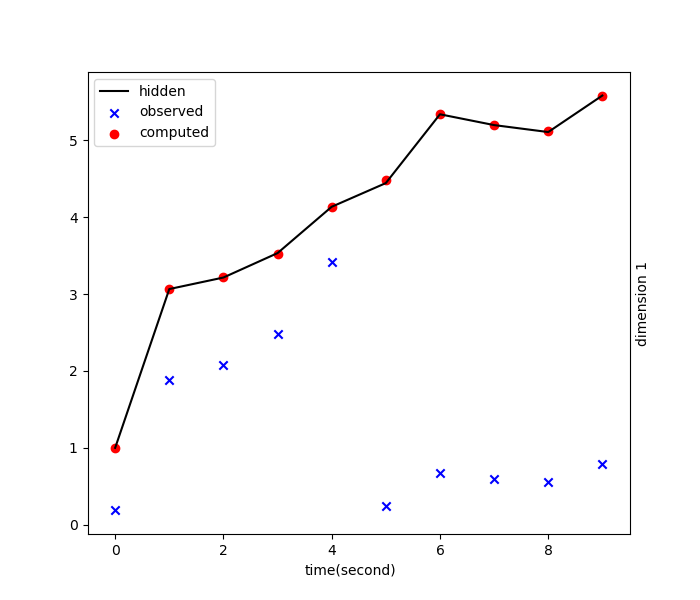 hidden
observed
computed
5
4
3
2
1
0
0 2 4 6 8
time(second)
dimension 1